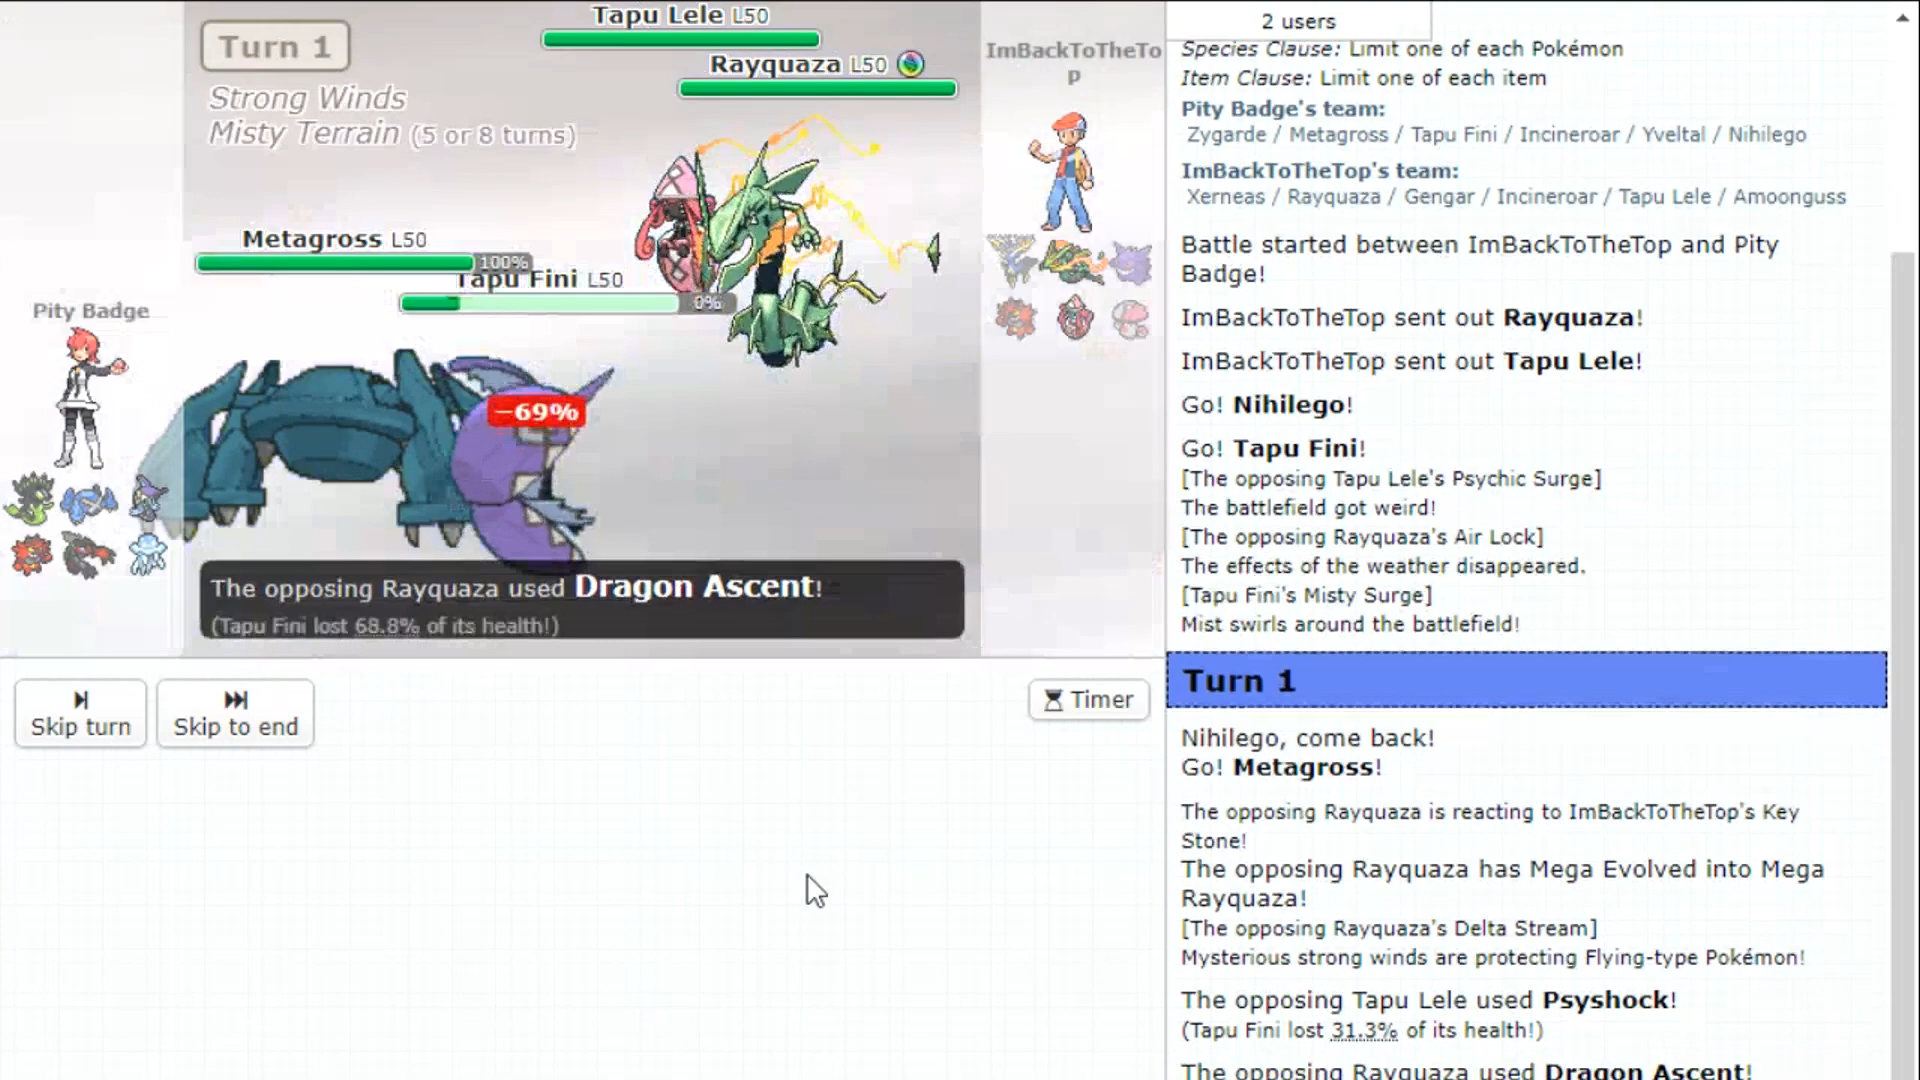 Turn 1
Strong Winds
Misty Terrain (5 or 8 turns)
Tapu Lele L50
Rayquaza L50
Metagross L50
100%
Tapu Fini L50
0%
Pity Badge
ImBackToTheTo
p
−69%
The opposing Rayquaza used Dragon Ascent!
(Tapu Fini lost 68.8% of its health!)
Skip turn
Skip to end
Timer
2 users
Species Clause: Limit one of each Pokémon
Item Clause: Limit one of each item
Pity Badge's team:
Zygarde / Metagross / Tapu Fini / Incineroar / Yveltal / Nihilego
ImBackToTheTop's team:
Xerneas / Rayquaza / Gengar / Incineroar / Tapu Lele / Amoonguss
Battle started between ImBackToTheTop and Pity
Badge!
ImBackToTheTop sent out Rayquaza!
ImBackToTheTop sent out Tapu Lele!
Go! Nihilego!
Go! Tapu Fini!
[The opposing Tapu Lele's Psychic Surge]
The battlefield got weird!
[The opposing Rayquaza's Air Lock]
The effects of the weather disappeared.
[Tapu Fini's Misty Surge]
Mist swirls around the battlefield!
Turn 1
Nihilego, come back!
Go! Metagross!
The opposing Rayquaza is reacting to ImBackToTheTop's Key
Stone!
The opposing Rayquaza has Mega Evolved into Mega
Rayquaza!
[The opposing Rayquaza's Delta Stream]
Mysterious strong winds are protecting Flying-type Pokémon!
The opposing Tapu Lele used Psyshock!
(Tapu Fini lost 31.3% of its health!)
The opposing Rayquaza used Dragon Ascent!